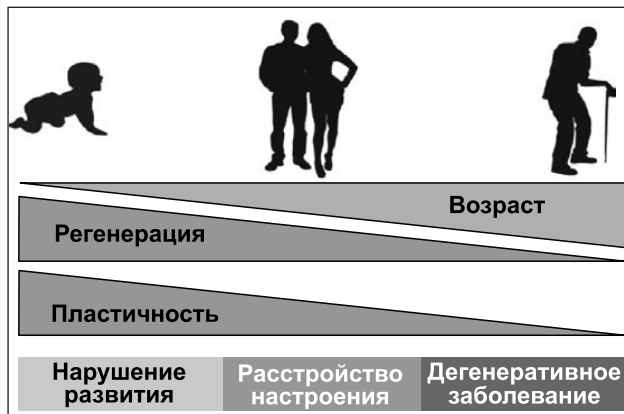 Возраст
Регенерация
Пластичность
Нарушение
развития
Расстройство
настроения
Дегенеративное
заболевание